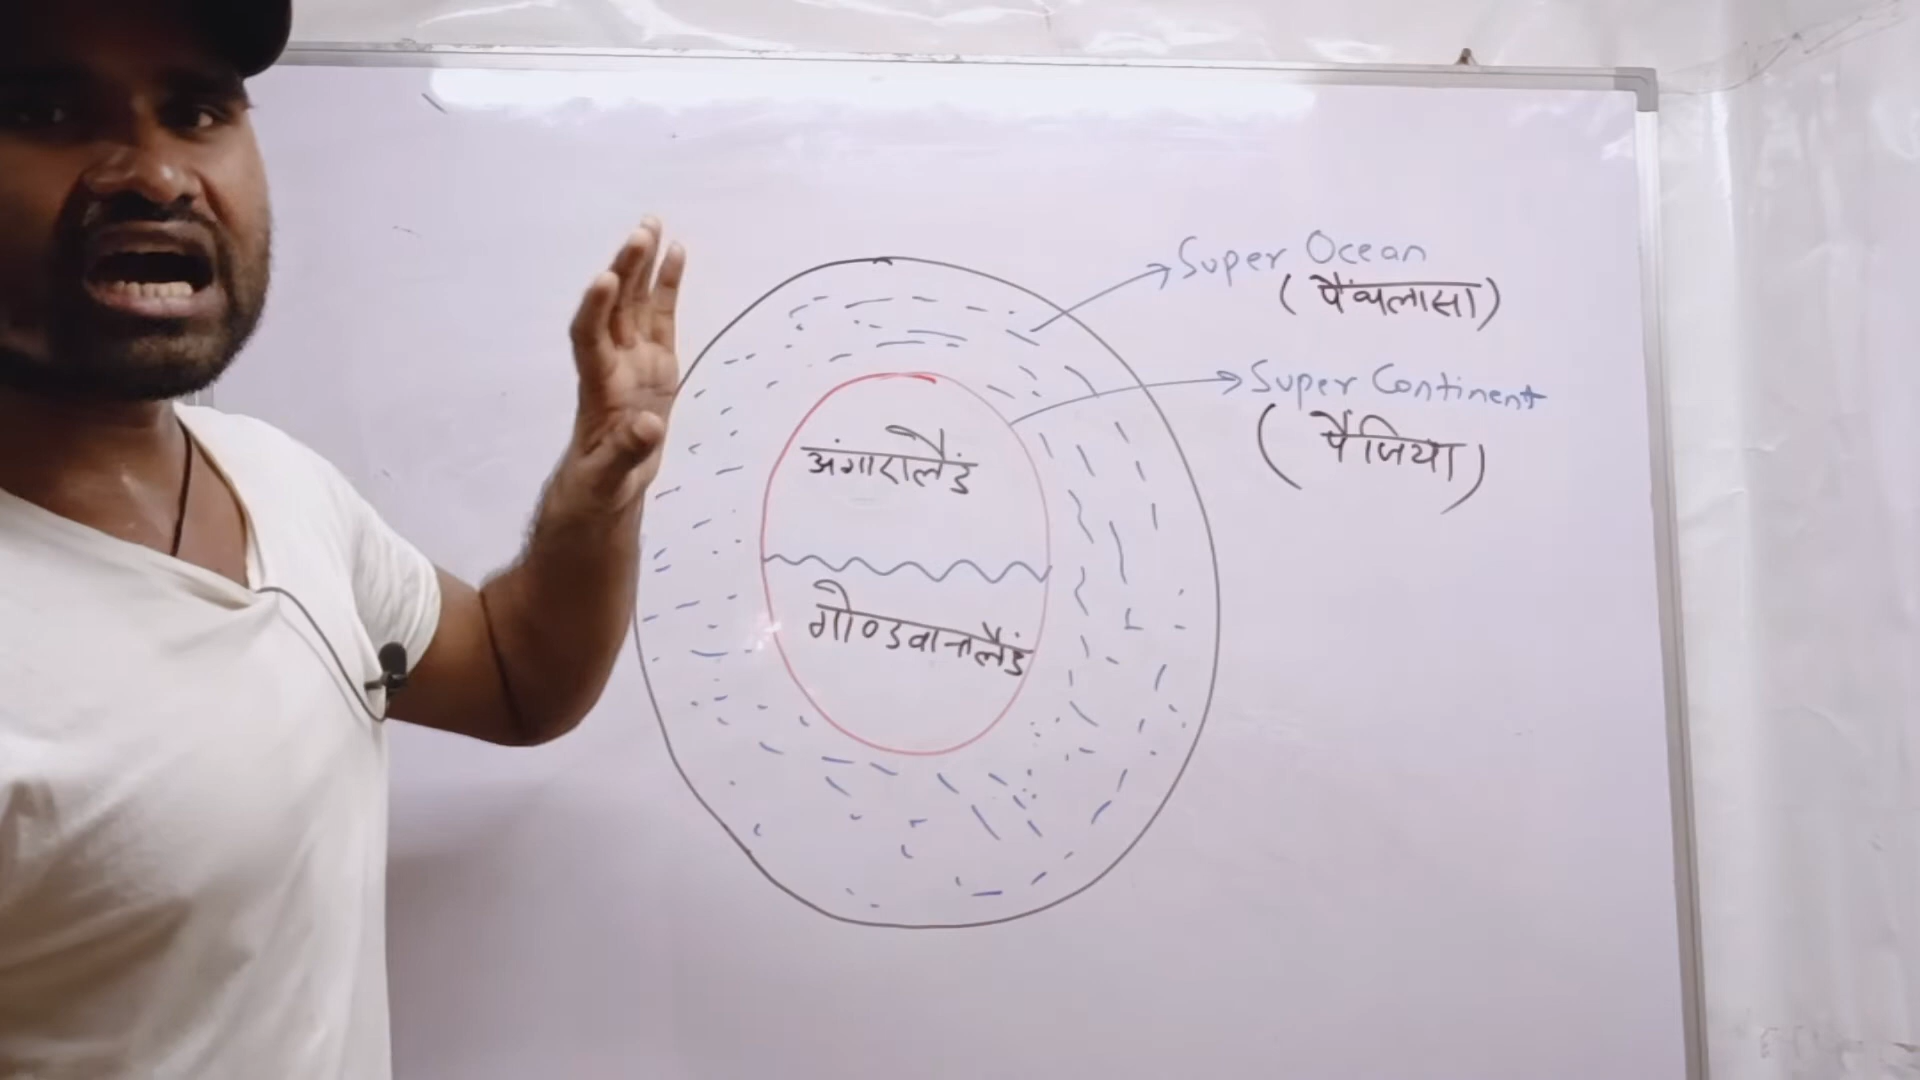 Super Ocean
(पैंथलासा)
Super Continent
(पैंजिया)
अंगारालैंड
गोण्डवानालैंड